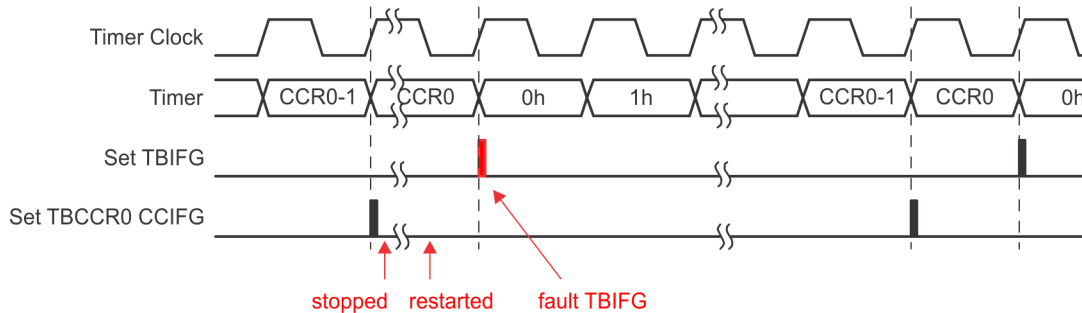 Timer Clock
Timer CCR0-1 CCR0 0h 1h CCR0-1 CCR0 0h
Set TBIFG
Set TBCCR0 CCIFG
stopped restarted fault TBIFG